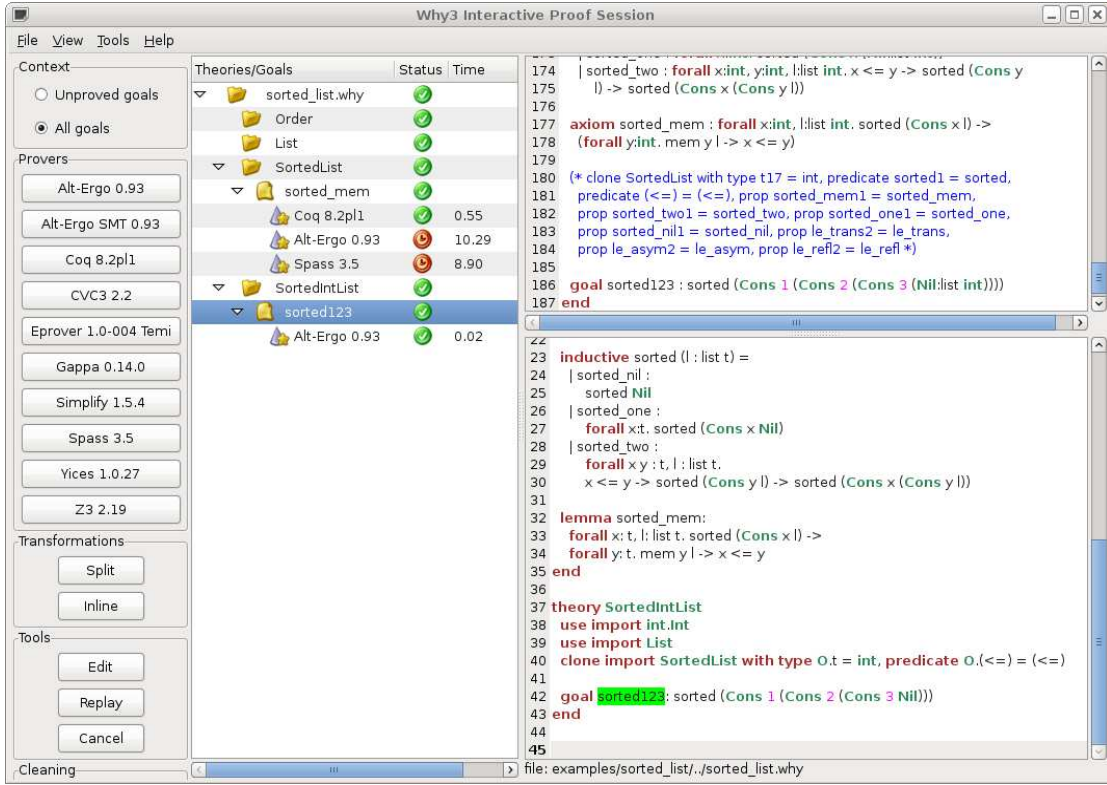 Why3 Interactive Proof Session
File View Tools Help
Context
Unproved goals
All goals
Provers
Alt-Ergo 0.93
Alt-Ergo SMT 0.93
Coq 8.2pl1
CVC3 2.2
Eprover 1.0-004 Temi
Gappa 0.14.0
Simplify 1.5.4
Spass 3.5
Yices 1.0.27
Z3 2.19
Transformations
Split
Inline
Tools
Edit
Replay
Cancel
Cleaning
Theories/Goals Status Time
sorted_list.why
Order
List
SortedList
sorted_mem
Coq 8.2pl1 0.55
Alt-Ergo 0.93 10.29
Spass 3.5 8.90
SortedIntList
sorted123
Alt-Ergo 0.93 0.02
174 | sorted_two : forall x:int, y:int, l:list int. x <= y -> sorted (Cons y
175 l) -> sorted (Cons x (Cons y l))
176
177 axiom sorted_mem : forall x:int, l:list int. sorted (Cons x l) ->
178 (forall y:int. mem y l -> x <= y)
179
180 (* clone SortedList with type t17 = int, predicate sorted1 = sorted,
181 predicate (<=) = (<=), prop sorted_mem1 = sorted_mem,
182 prop sorted_two1 = sorted_two, prop sorted_one1 = sorted_one,
183 prop sorted_nil1 = sorted_nil, prop le_trans2 = le_trans,
184 prop le_asym2 = le_asym, prop le_refl2 = le_refl *)
185
186 goal sorted123 : sorted (Cons 1 (Cons 2 (Cons 3 (Nil:list int))))
187 end
22
23 inductive sorted (l : list t) =
24 | sorted_nil :
25 sorted Nil
26 | sorted_one :
27 forall x:t. sorted (Cons x Nil)
28 | sorted_two :
29 forall x y : t, l : list t.
30 x <= y -> sorted (Cons y l) -> sorted (Cons x (Cons y l))
31
32 lemma sorted_mem:
33 forall x: t, l: list t. sorted (Cons x l) ->
34 forall y: t. mem y l -> x <= y
35 end
36
37 theory SortedIntList
38 use import int.Int
39 use import List
40 clone import SortedList with type O.t = int, predicate O.(<=) = (<=)
41
42 goal sorted123: sorted (Cons 1 (Cons 2 (Cons 3 Nil)))
43 end
44
45
file: examples/sorted_list/../sorted_list.why